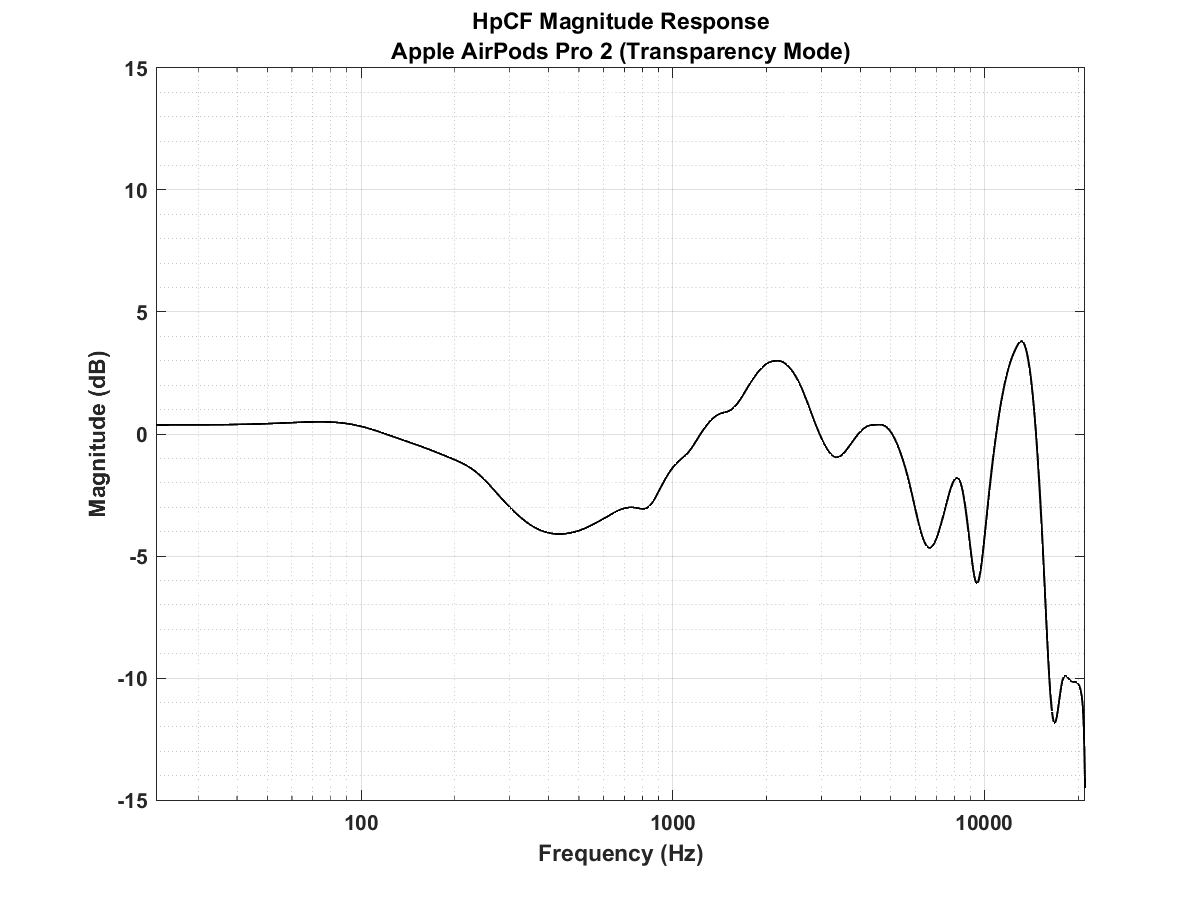 HpCF Magnitude Response
Apple AirPods Pro 2 (Transparency Mode)
15
10
5
0
-5
-10
-15
Magnitude (dB)
100 1000 10000
Frequency (Hz)